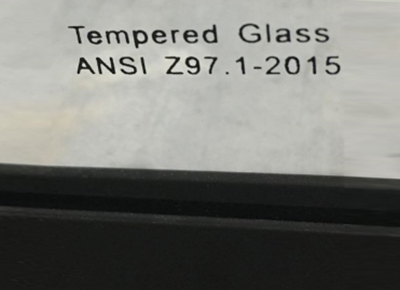 Tempered Glass
ANSI Z97.1-2015